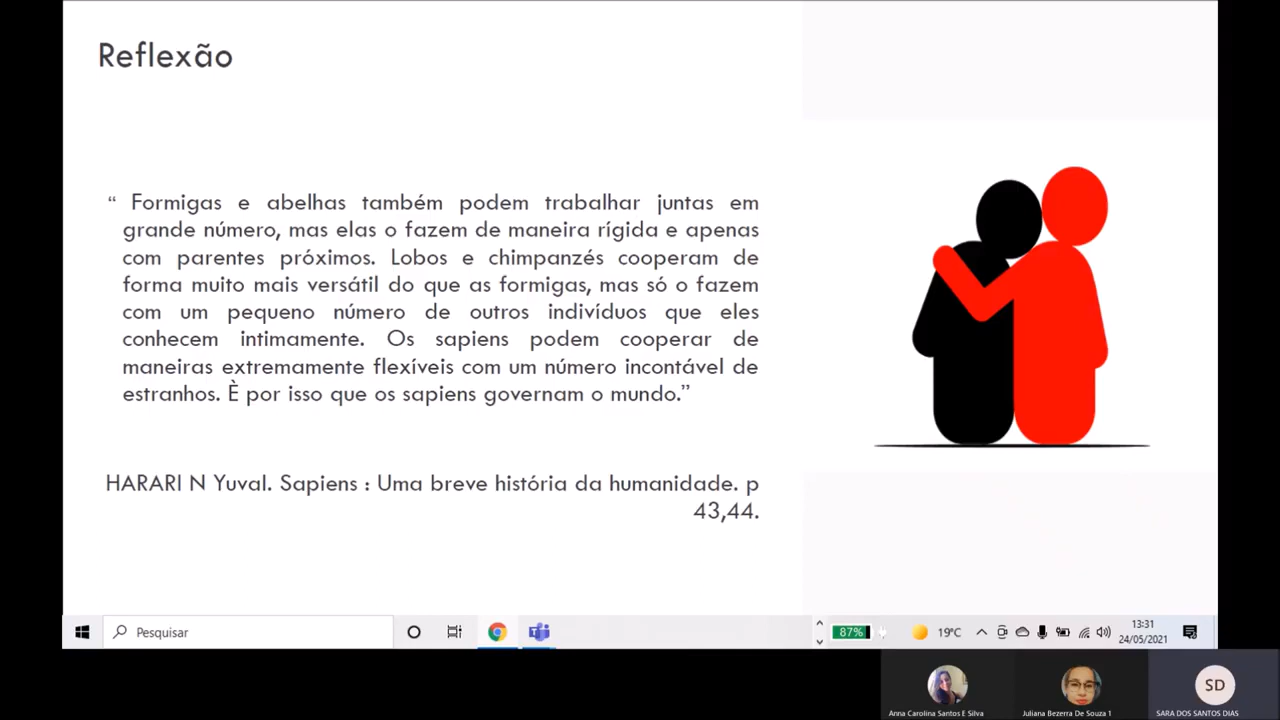 Reflexão
“ Formigas e abelhas também podem trabalhar juntas em
grande número, mas elas o fazem de maneira rígida e apenas
com parentes próximos. Lobos e chimpanzés cooperam de
forma muito mais versátil do que as formigas, mas só o fazem
com um pequeno número de outros indivíduos que eles
conhecem intimamente. Os sapiens podem cooperar de
maneiras extremamente flexíveis com um número incontável de
estranhos. È por isso que os sapiens governam o mundo.”
HARARI N Yuval. Sapiens : Uma breve história da humanidade. p
43,44.
Pesquisar
87%
19°C
13:31
24/05/2021
SD
Anna Carolina Santos E Silva
Juliana Bezerra De Souza 1
SARA DOS SANTOS DIAS